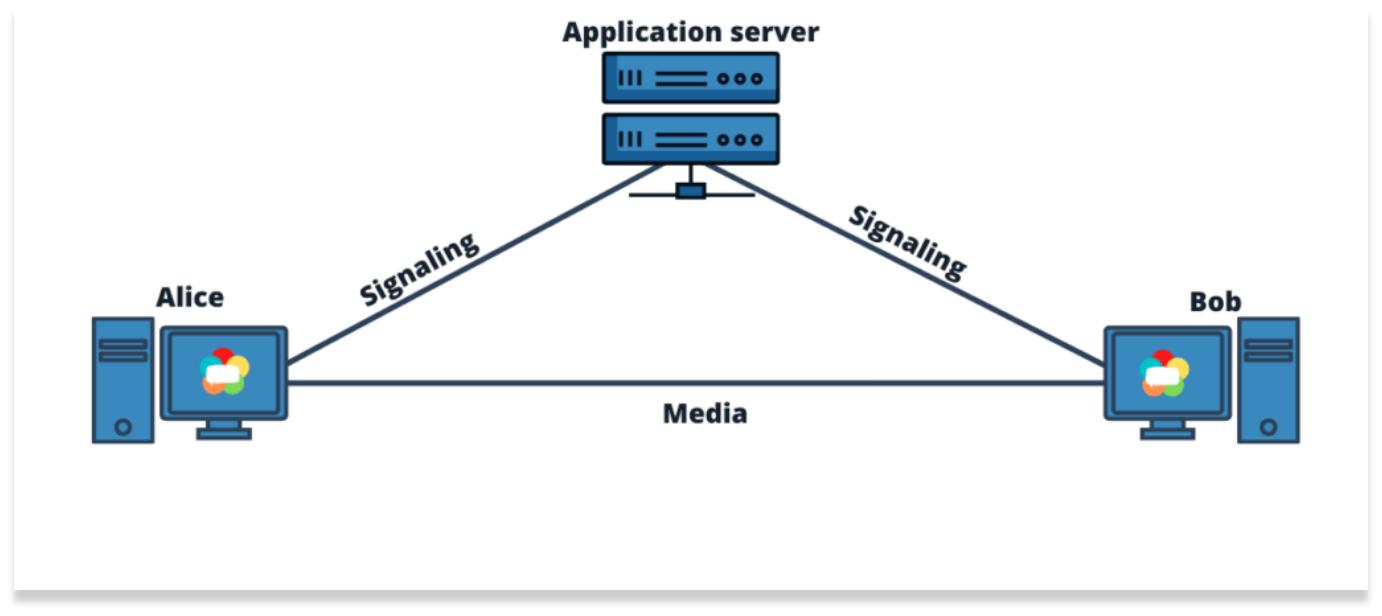 Application server
Signaling
Signaling
Alice
Bob
Media